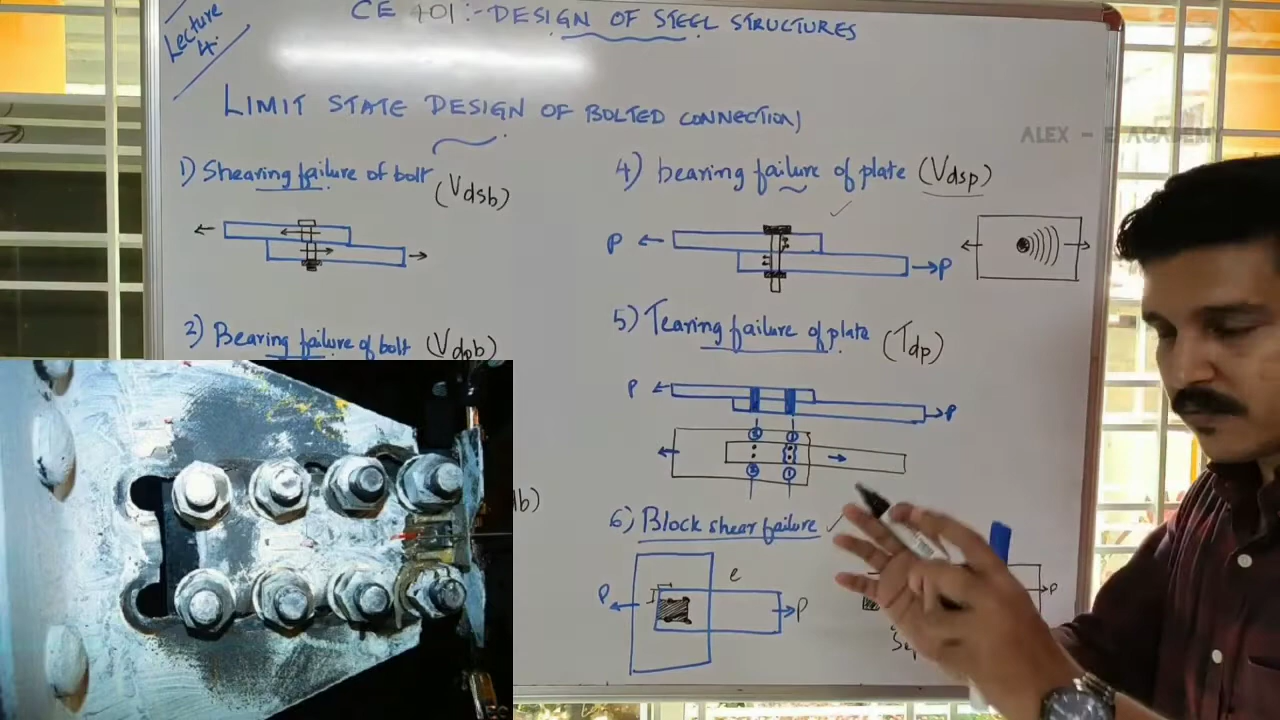 Lecture 4.
CE 401:- DESIGN OF STEEL STRUCTURES
LIMIT STATE DESIGN OF BOLTED CONNECTION
ALEX - E ACADEMY
1) Shearing failure of bolt (Vdsb)
2) Bearing failure of bolt (Vdpb)
4) bearing failure of plate (Vdsp)
P
P
5) Tearing failure of plate (Tdp)
P
P
6) Block shear failure
P
e
P
P